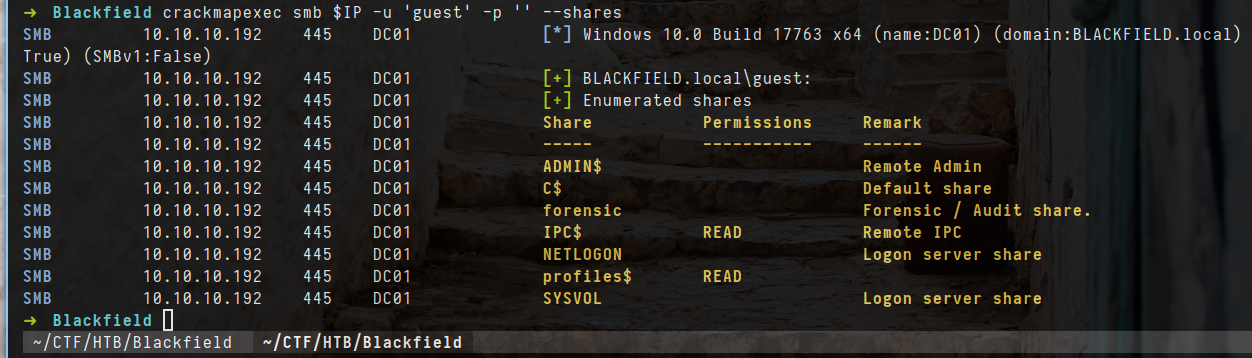 → Blackfield crackmapexec smb $IP -u 'guest' -p '' --shares
SMB 10.10.10.192 445 DC01 [*] Windows 10.0 Build 17763 x64 (name:DC01) (domain:BLACKFIELD.local)
True) (SMBv1:False)
SMB 10.10.10.192 445 DC01 [+] BLACKFIELD.local\guest:
SMB 10.10.10.192 445 DC01 [+] Enumerated shares
SMB 10.10.10.192 445 DC01 Share Permissions Remark
SMB 10.10.10.192 445 DC01 ----- ----------- ------
SMB 10.10.10.192 445 DC01 ADMIN$ Remote Admin
SMB 10.10.10.192 445 DC01 C$ Default share
SMB 10.10.10.192 445 DC01 forensic Forensic / Audit share.
SMB 10.10.10.192 445 DC01 IPC$ READ Remote IPC
SMB 10.10.10.192 445 DC01 NETLOGON Logon server share
SMB 10.10.10.192 445 DC01 profiles$ READ
SMB 10.10.10.192 445 DC01 SYSVOL Logon server share
→ Blackfield
~/CTF/HTB/Blackfield ~/CTF/HTB/Blackfield